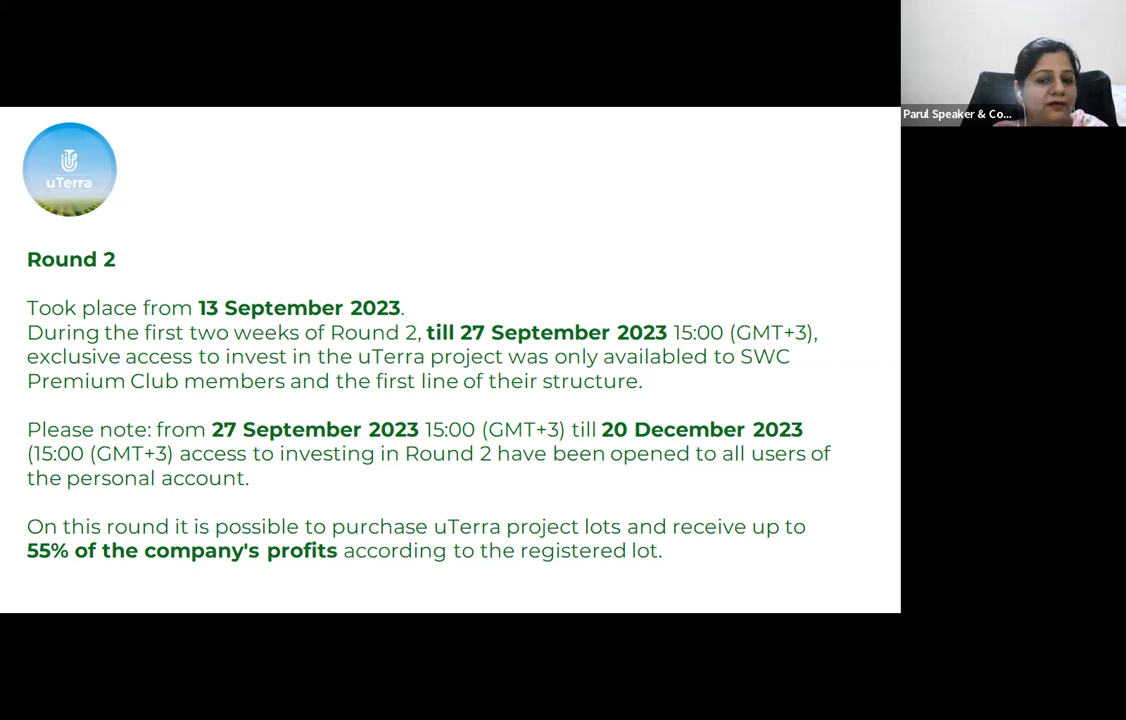 Parul Speaker & Co...
uTerra
Round 2
Took place from 13 September 2023.
During the first two weeks of Round 2, till 27 September 2023 15:00 (GMT+3),
exclusive access to invest in the uTerra project was only availabled to SWC
Premium Club members and the first line of their structure.
Please note: from 27 September 2023 15:00 (GMT+3) till 20 December 2023
(15:00 (GMT+3) access to investing in Round 2 have been opened to all users of
the personal account.
On this round it is possible to purchase uTerra project lots and receive up to
55% of the company's profits according to the registered lot.